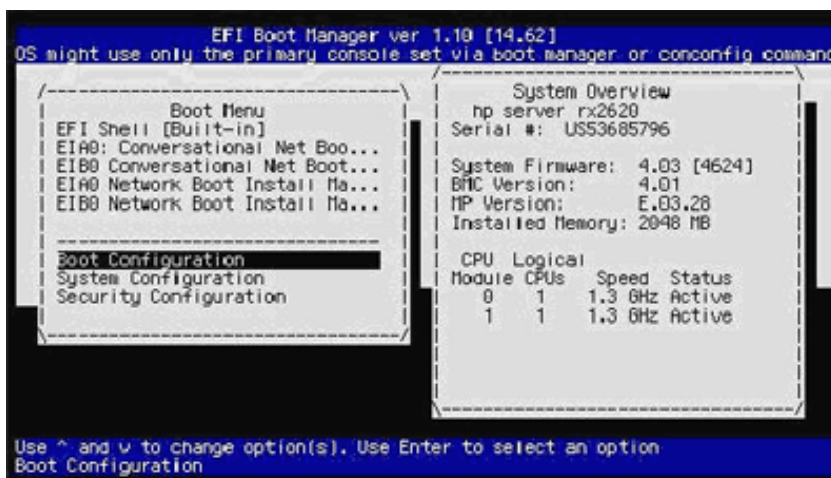 EFI Boot Manager ver 1.10 [14.62]
OS might use only the primary console set via boot manager or conconfig command
Boot Menu
EFI Shell [Built-in]
EIA0: Conversational Net Boo...
EIB0 Conversational Net Boot...
EIA0 Network Boot Install Ma...
EIB0 Network Boot Install Ma...
Boot Configuration
System Configuration
Security Configuration
System Overview
hp server rx2620
Serial #: US53685796
System Firmware: 4.03 [4624]
BMC Version: 4.01
MP Version: E.03.28
Installed Memory: 2048 MB
CPU Logical
Module CPUs Speed Status
0 1 1.3 GHz Active
1 1 1.3 GHz Active
Use ^ and v to change option(s). Use Enter to select an option
Boot Configuration